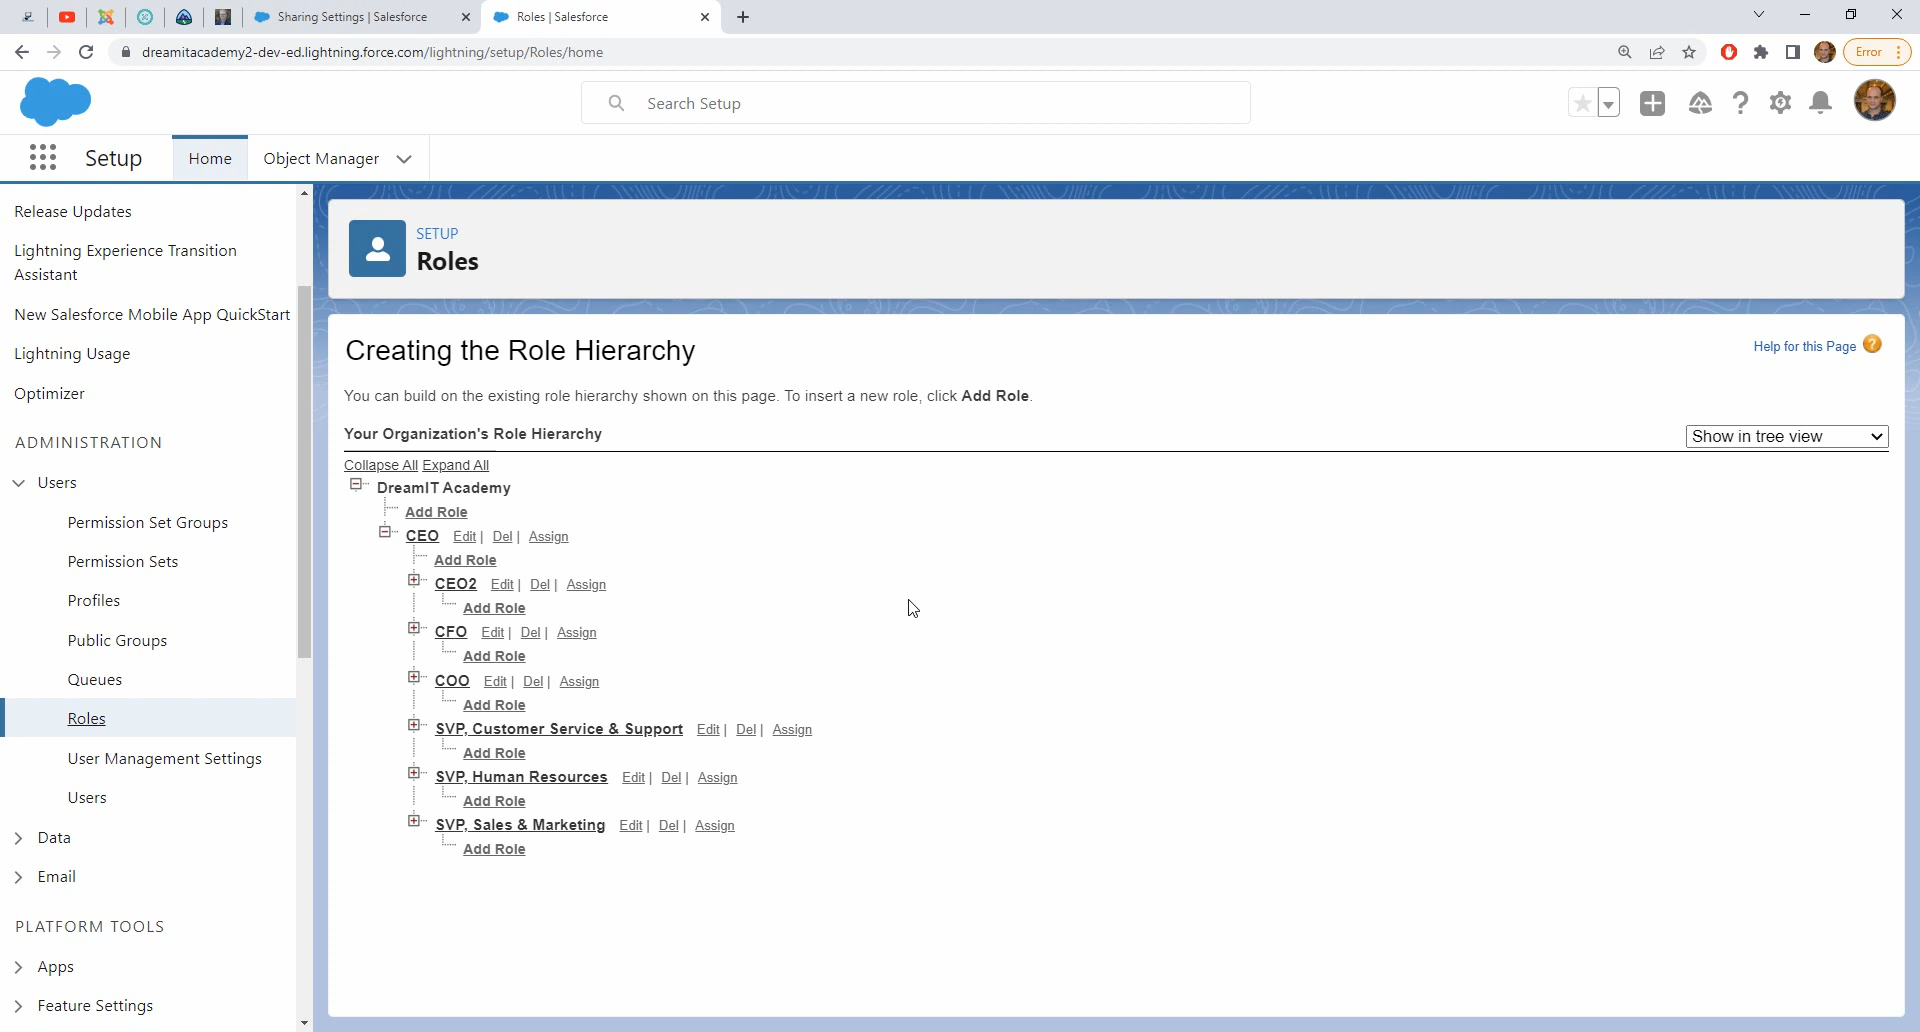 Sharing Settings | Salesforce
Roles | Salesforce
dreamitacademy2-dev-ed.lightning.force.com/lightning/setup/Roles/home
Error
Search Setup
Setup
Home
Object Manager
Release Updates
Lightning Experience Transition
Assistant
New Salesforce Mobile App QuickStart
Lightning Usage
Optimizer
ADMINISTRATION
Users
Permission Set Groups
Permission Sets
Profiles
Public Groups
Queues
Roles
User Management Settings
Users
Data
Email
PLATFORM TOOLS
Apps
Feature Settings
SETUP
Roles
Creating the Role Hierarchy
Help for this Page
You can build on the existing role hierarchy shown on this page. To insert a new role, click Add Role.
Your Organization's Role Hierarchy
Show in tree view
Collapse All Expand All
DreamIT Academy
Add Role
CEO Edit | Del | Assign
Add Role
CEO2 Edit | Del | Assign
Add Role
CFO Edit | Del | Assign
Add Role
COO Edit | Del | Assign
Add Role
SVP, Customer Service & Support Edit | Del | Assign
Add Role
SVP, Human Resources Edit | Del | Assign
Add Role
SVP, Sales & Marketing Edit | Del | Assign
Add Role